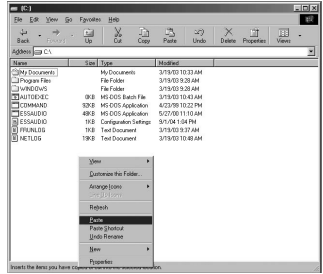 (C:)
File Edit View Go Favorites Help
Back Forward Up Cut Copy Paste Undo Delete Properties Views
Address C:\
Name Size Type Modified
My Documents My Documents 3/19/03 10:33 AM
Program Files File Folder 3/19/03 9:28 AM
WINDOWS File Folder 3/19/03 9:28 AM
AUTOEXEC 0KB MS-DOS Batch File 3/19/03 10:43 AM
COMMAND 92KB MS-DOS Application 4/23/99 10:22 PM
ESSAUDIO 48KB MS-DOS Application 5/27/00 11:10 AM
ESSAUDIO 1KB Configuration Settings 9/1/04 1:04 PM
FRUNLOG 1KB Text Document 3/19/03 9:37 AM
NETLOG 19KB Text Document 3/19/03 10:48 AM
View
Customize this Folder...
Arrange Icons
Refresh
Paste
Paste Shortcut
Undo Rename
New
Properties
Inserts the items you have